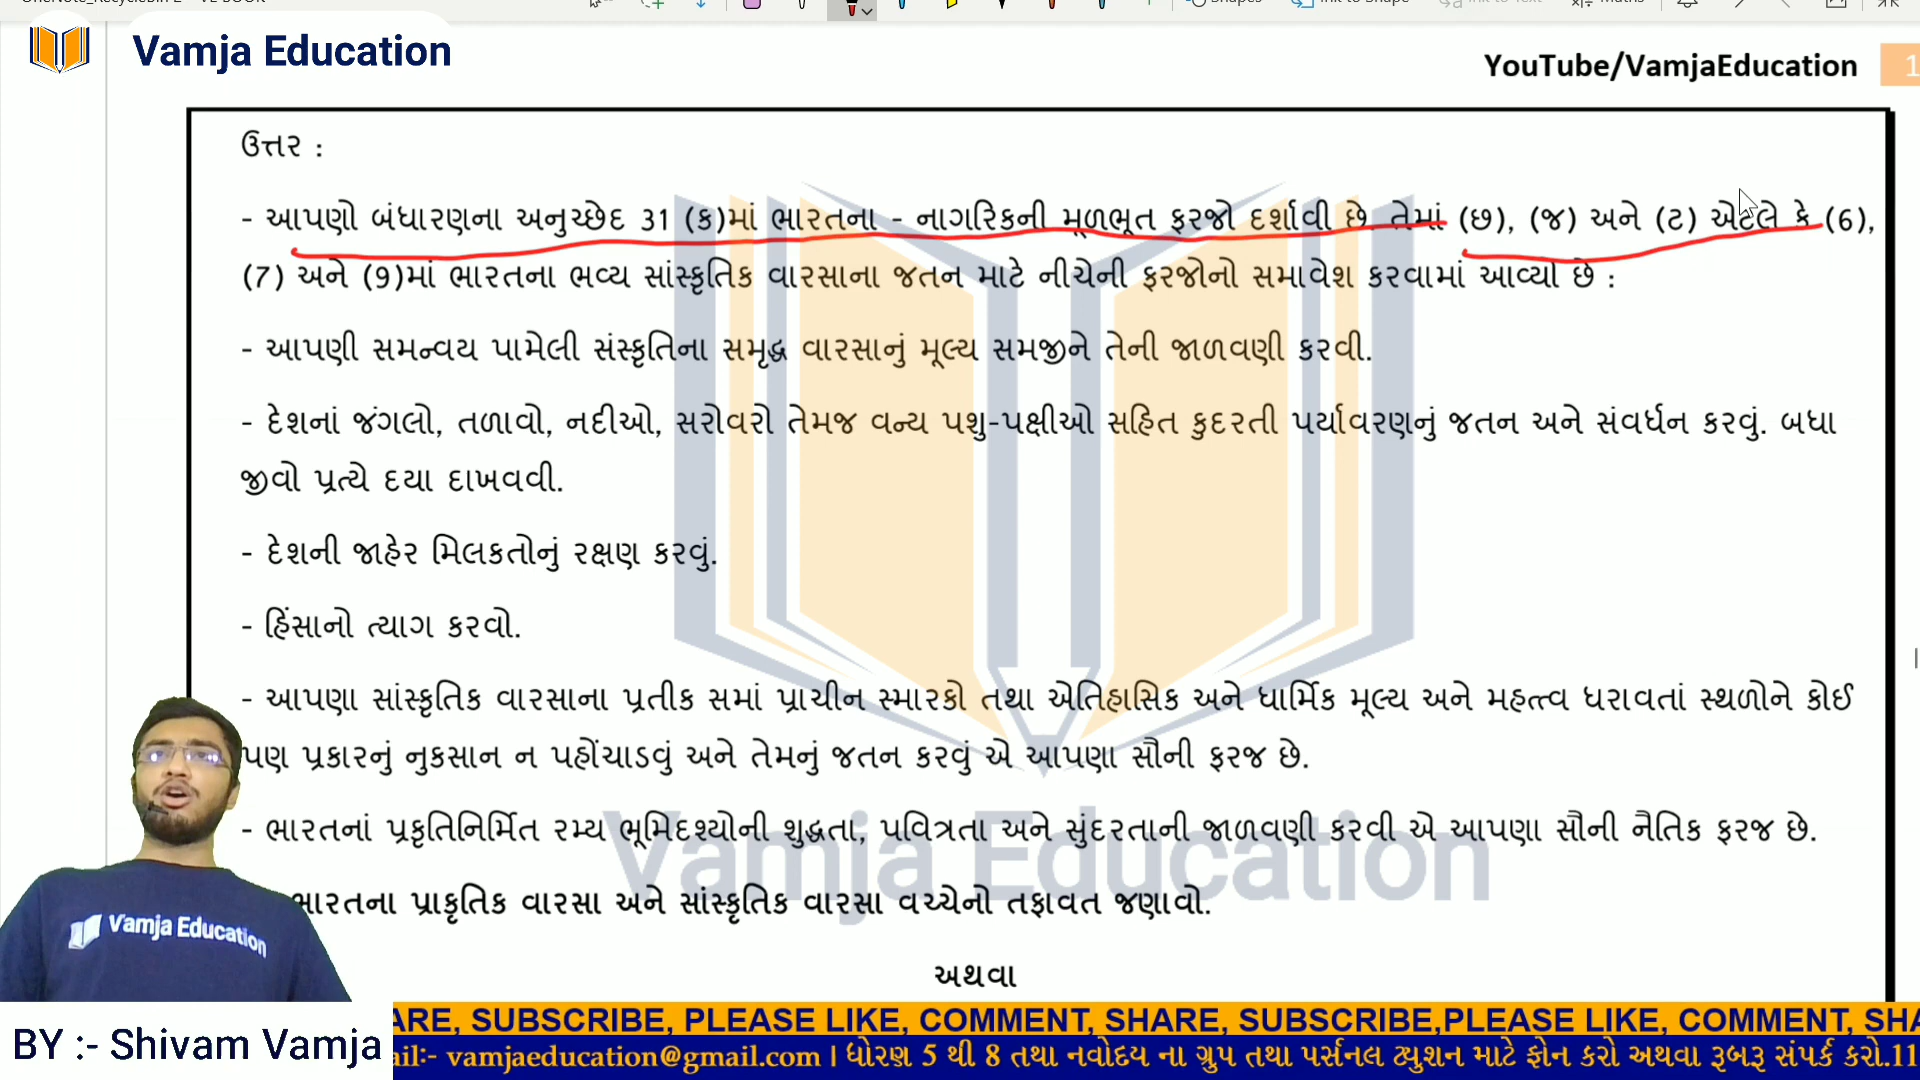 Vamja Education
YouTube/VamjaEducation
1
ઉત્તર :
- આપણો બંધારણના અનુચ્છેદ 31 (ક)માં ભારતના - નાગરિકની મૂળભૂત ફરજો દર્શાવી છે. તેમાં (છ), (જ) અને (ટ) એટલે કે (6),
(7) અને (9)માં ભારતના ભવ્ય સાંસ્કૃતિક વારસાના જતન માટે નીચેની ફરજોનો સમાવેશ કરવામાં આવ્યો છે :
- આપણી સમન્વય પામેલી સંસ્કૃતિના સમૃદ્ધ વારસાનું મૂલ્ય સમજીને તેની જાળવણી કરવી.
- દેશનાં જંગલો, તળાવો, નદીઓ, સરોવરો તેમજ વન્ય પશુ-પક્ષીઓ સહિત કુદરતી પર્યાવરણનું જતન અને સંવર્ધન કરવું. બધા
જીવો પ્રત્યે દયા દાખવવી.
- દેશની જાહેર મિલકતોનું રક્ષણ કરવું.
- હિંસાનો ત્યાગ કરવો.
- આપણા સાંસ્કૃતિક વારસાના પ્રતીક સમાં પ્રાચીન સ્મારકો તથા ઐતિહાસિક અને ધાર્મિક મૂલ્ય અને મહત્ત્વ ધરાવતાં સ્થળોને કોઈ
પણ પ્રકારનું નુકસાન ન પહોંચાડવું અને તેમનું જતન કરવું એ આપણા સૌની ફરજ છે.
- ભારતનાં પ્રકૃતિનિર્મિત રમ્ય ભૂમિદશ્યોની શુદ્ધતા, પવિત્રતા અને સુંદરતાની જાળવણી કરવી એ આપણા સૌની નૈતિક ફરજ છે.
ભારતના પ્રાકૃતિક વારસા અને સાંસ્કૃતિક વારસા વચ્ચેનો તફાવત જણાવો.
અથવા
Vamja Education
Vamja Education
BY :- Shivam Vamja
ARE, SUBSCRIBE, PLEASE LIKE, COMMENT, SHARE, SUBSCRIBE,PLEASE LIKE, COMMENT, SHA
ail:- vamjaeducation@gmail.com | ધોરણ 5 થી 8 તથા નવોદય ના ગ્રુપ તથા પર્સનલ ટ્યુશન માટે ફોન કરો અથવા રૂબરૂ સંપર્ક કરો.11